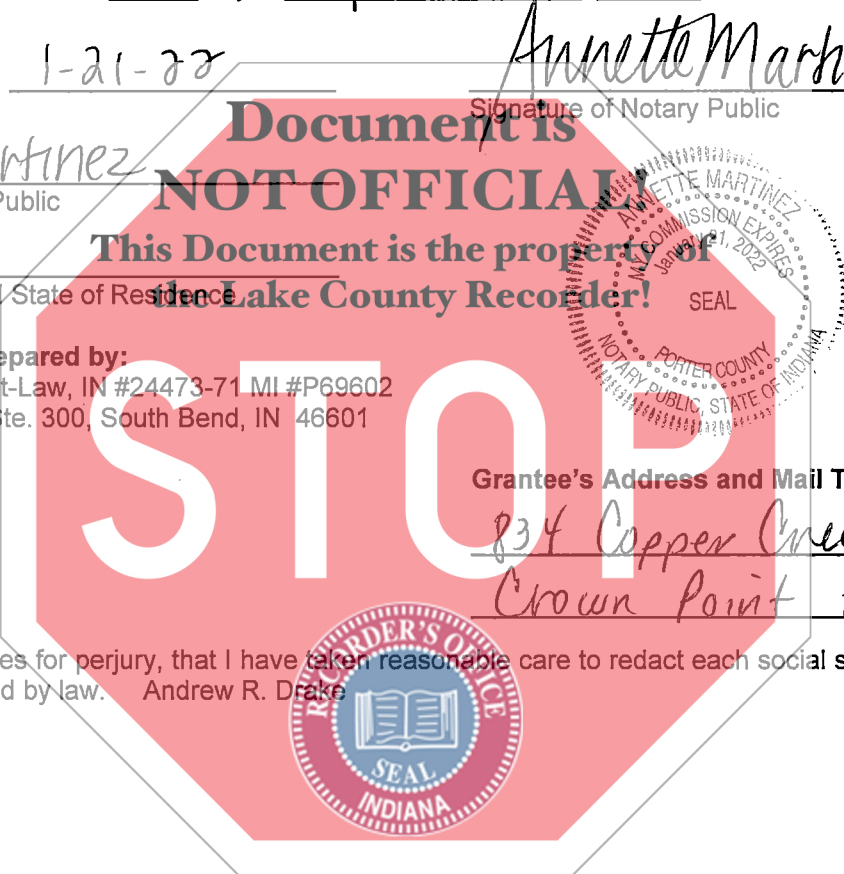 1-21-22
Annette Mart
Signature of Notary Public
Document is
NOT OFFICIAL!
This Document is the property of
the Lake County Recorder!
rtinez
Public
State of Residence
ANNETTE MARTINEZ
MY COMMISSION EXPIRES
January 21, 2022
SEAL
PORTER COUNTY
NOTARY PUBLIC, STATE OF INDIANA
epared by:
t-Law, IN #24473-71 MI #P69602
Ste. 300, South Bend, IN 46601
STOP
Grantee's Address and Mail T
834 Copper Cree
Crown Point
es for perjury, that I have taken reasonable care to redact each social s
d by law. Andrew R. Drake
RECORDER'S OFFICE
SEAL
INDIANA